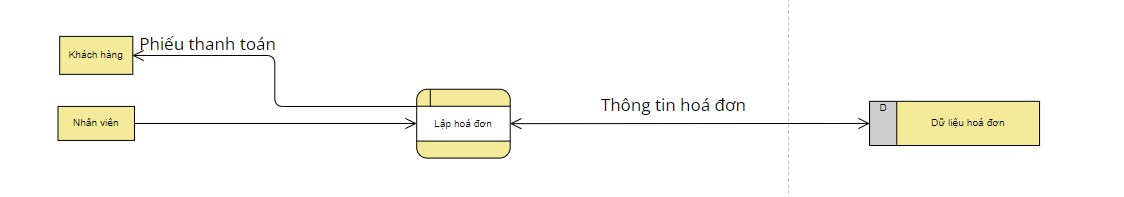 Phiếu thanh toán
Khách hàng
Thông tin hoá đơn
D
Nhân viên
Lập hoá đơn
Dữ liệu hoá đơn